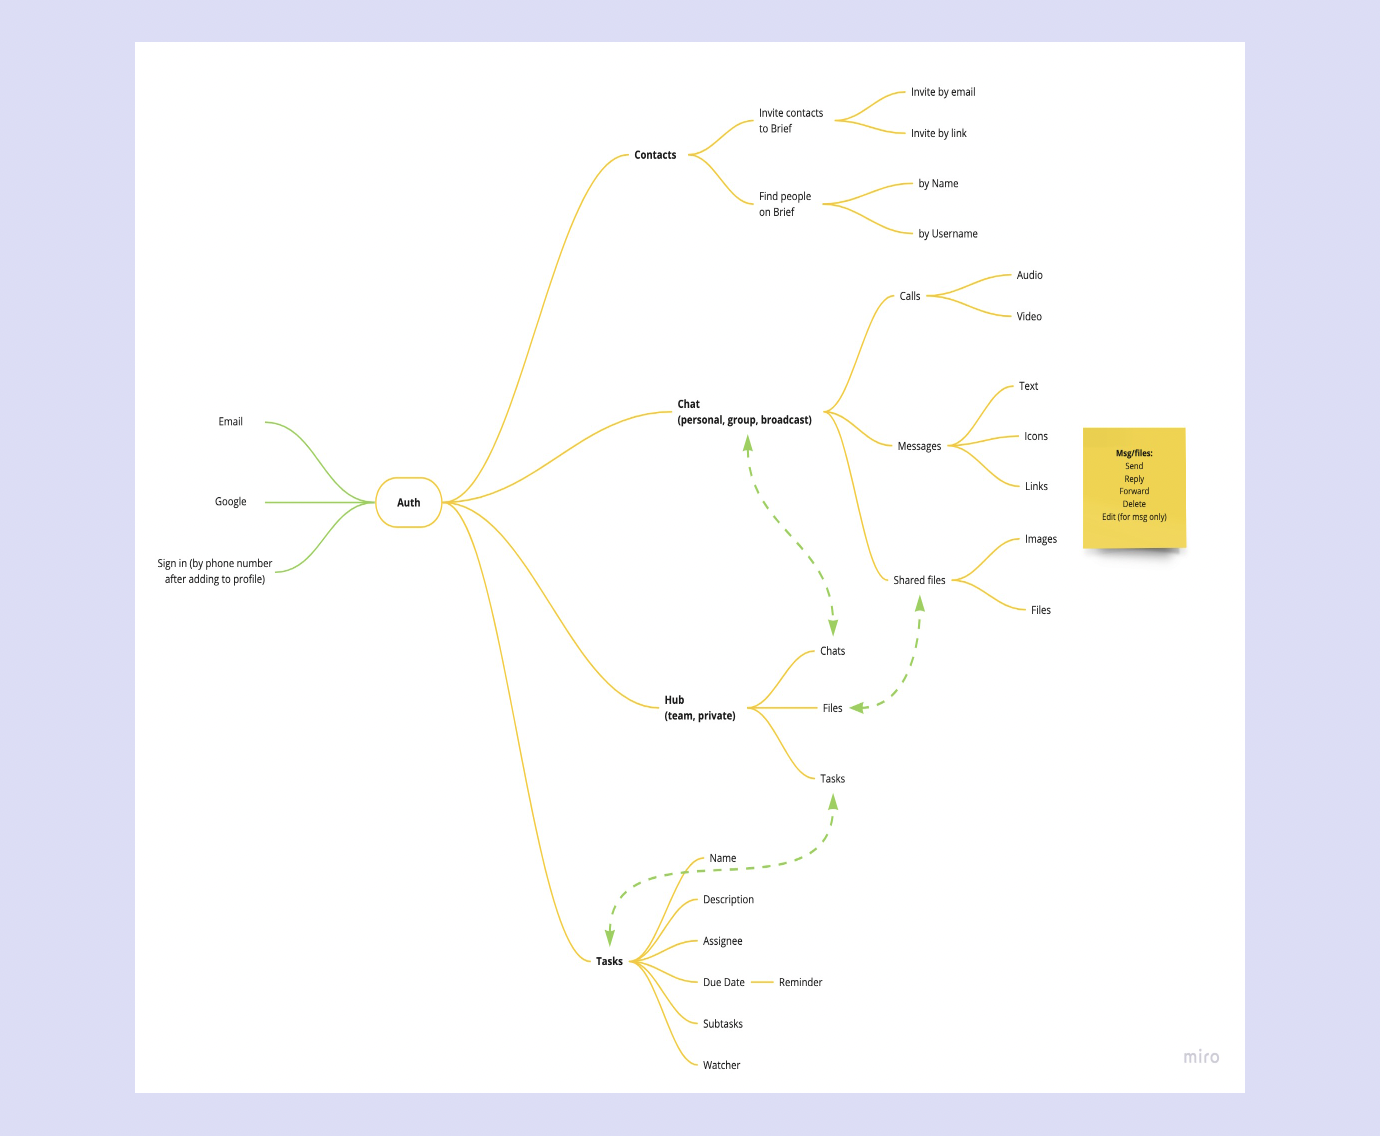 Invite by email
Invite contacts
to Brief
Invite by link
Contacts
by Name
Find people
on Brief
by Username
Audio
Calls
Video
Chat
(personal, group, broadcast)
Text
Messages
Icons
Links
Msg/files:
Send
Reply
Forward
Delete
Edit (for msg only)
Images
Shared files
Files
Email
Google
Sign in (by phone number
after adding to profile)
Auth
Chats
Hub
(team, private)
Files
Tasks
Name
Description
Assignee
Tasks
Due Date
Reminder
Subtasks
Watcher
miro